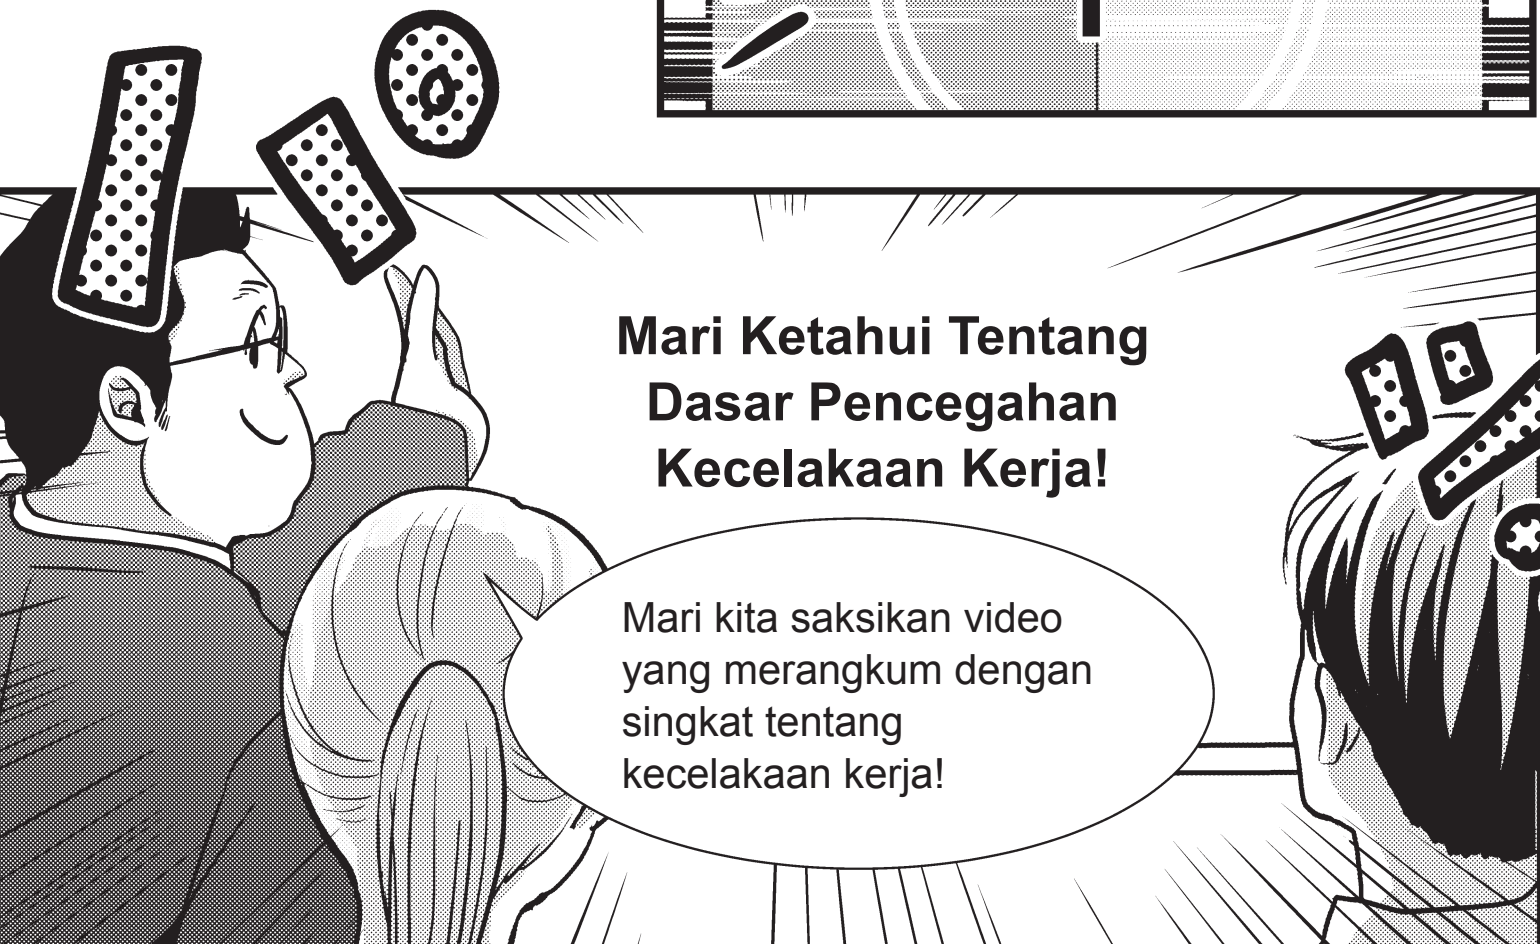 Mari Ketahui Tentang
Dasar Pencegahan
Kecelakaan Kerja!
Mari kita saksikan video
yang merangkum dengan
singkat tentang
kecelakaan kerja!